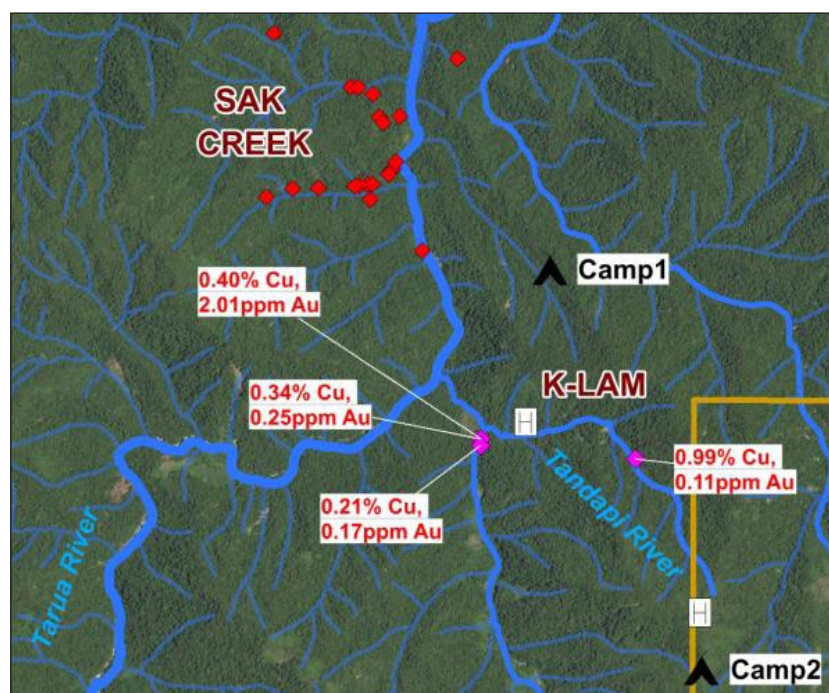 SAK
CREEK
0.40% Cu,
2.01ppm Au
Camp1
0.34% Cu,
0.25ppm Au
K-LAM
H
0.99% Cu,
0.11ppm Au
0.21% Cu,
0.17ppm Au
Tandapi River
Tarua River
H
Camp2